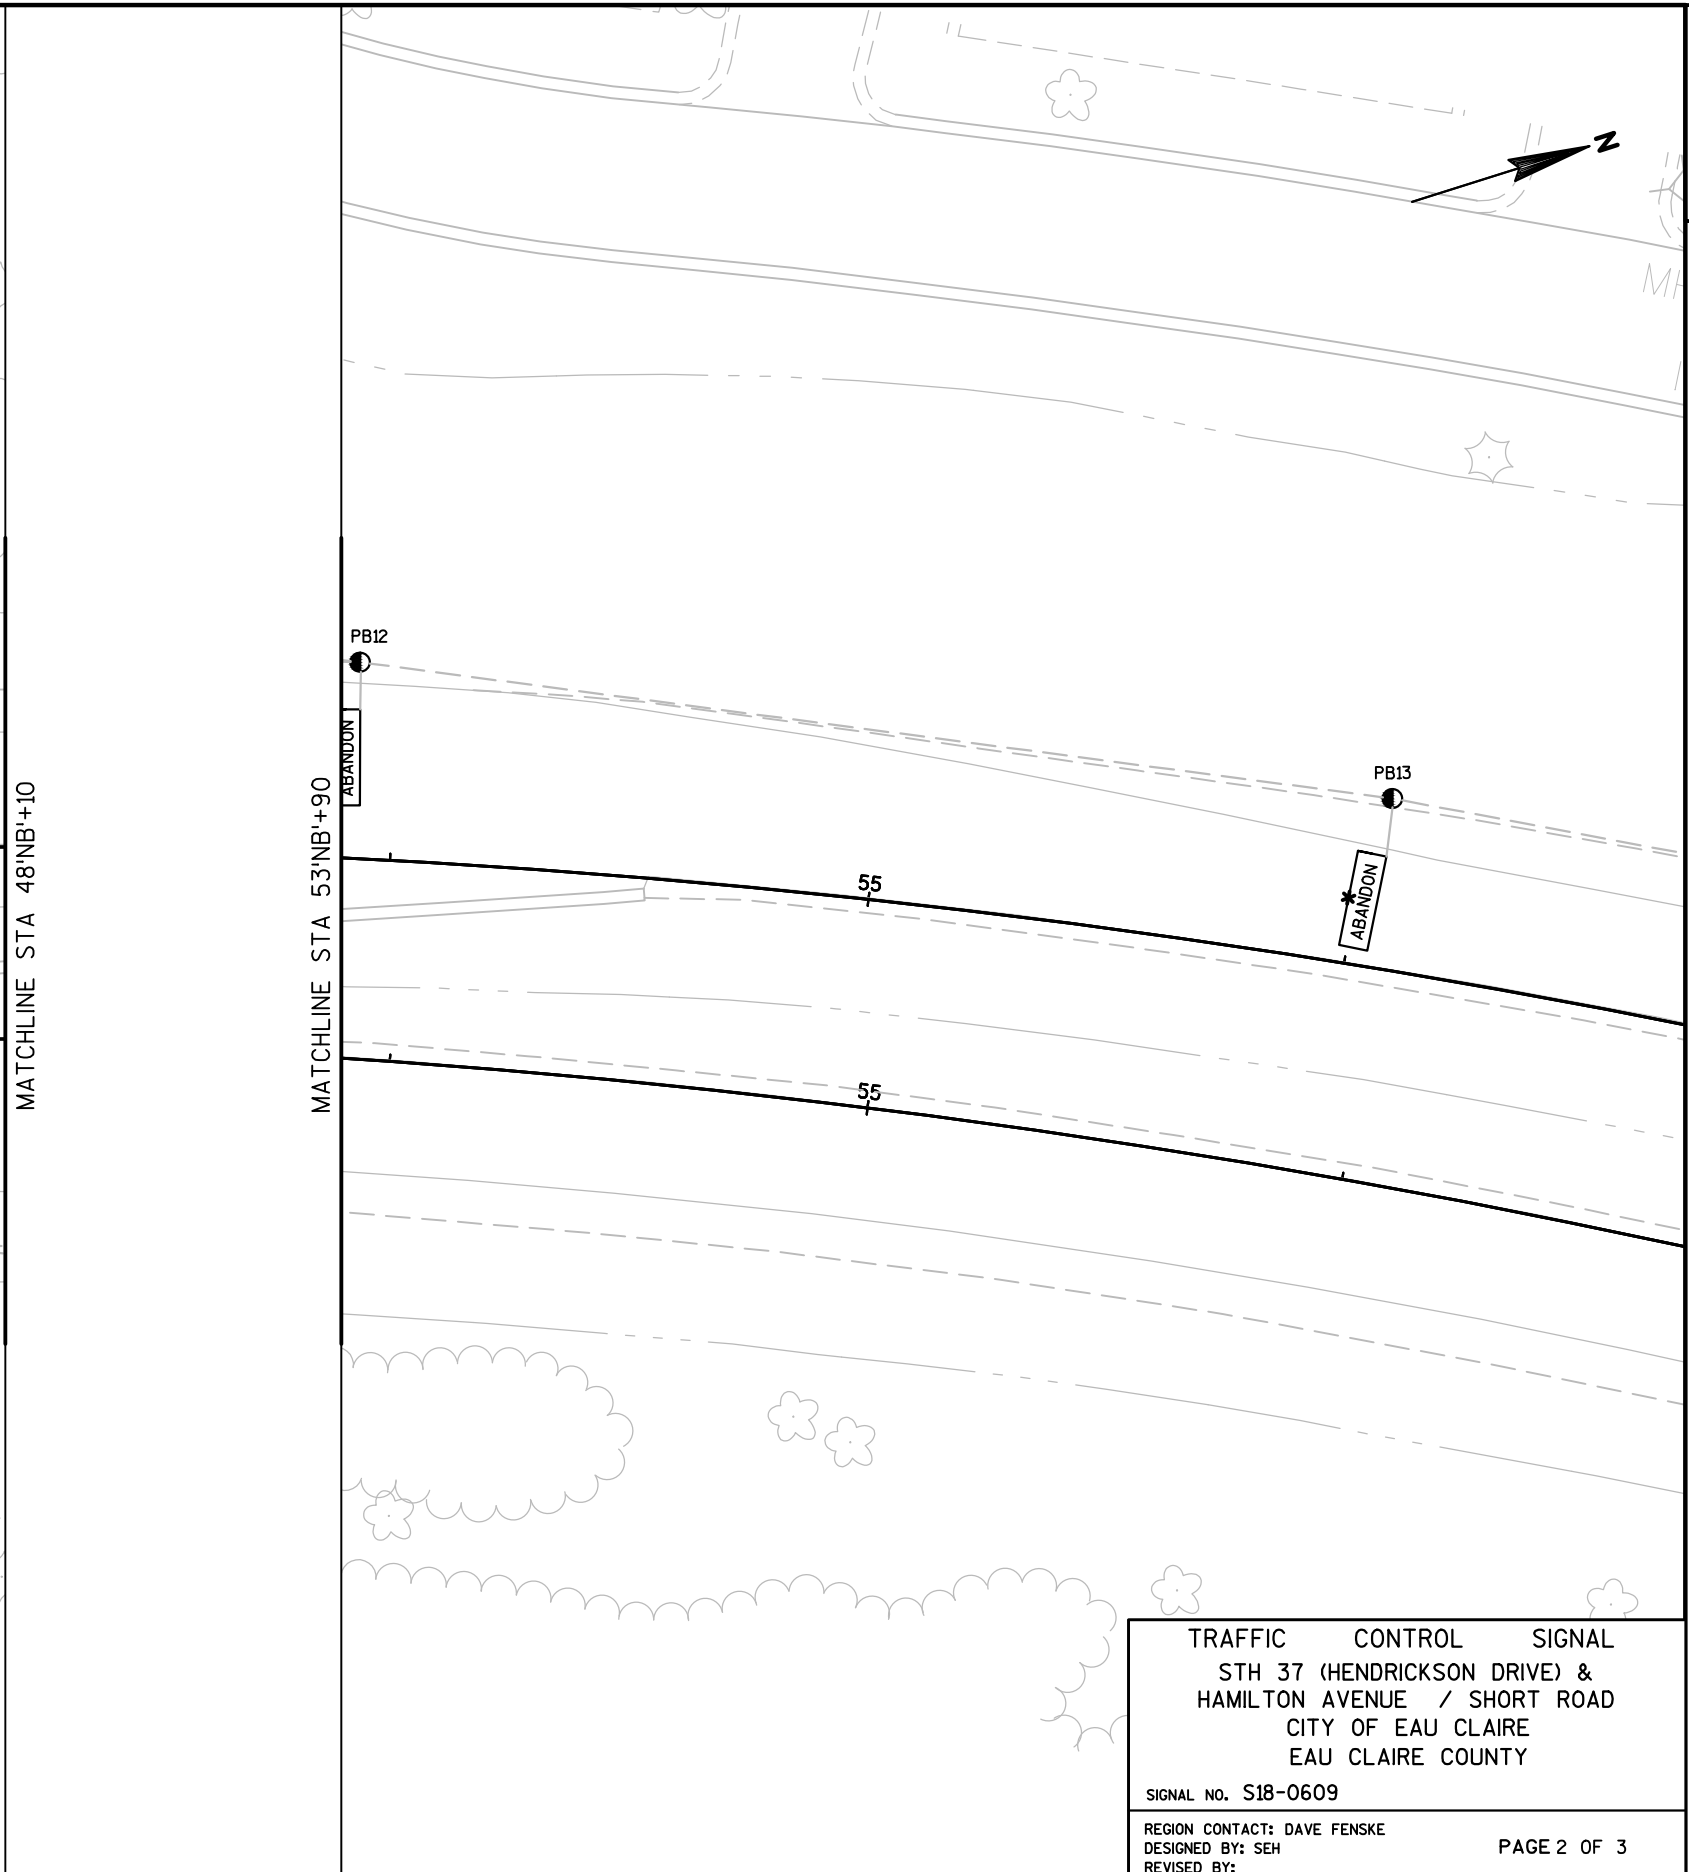 N
PB12
ABANDON
PB13
*
ABANDON
MATCHLINE STA 48'NB'+10
MATCHLINE STA 53'NB'+90
55
55
TRAFFIC CONTROL SIGNAL
STH 37 (HENDRICKSON DRIVE) &
HAMILTON AVENUE / SHORT ROAD
CITY OF EAU CLAIRE
EAU CLAIRE COUNTY
SIGNAL NO. S18-0609
REGION CONTACT: DAVE FENSKE
DESIGNED BY: SEH
PAGE 2 OF 3
REVISED BY: